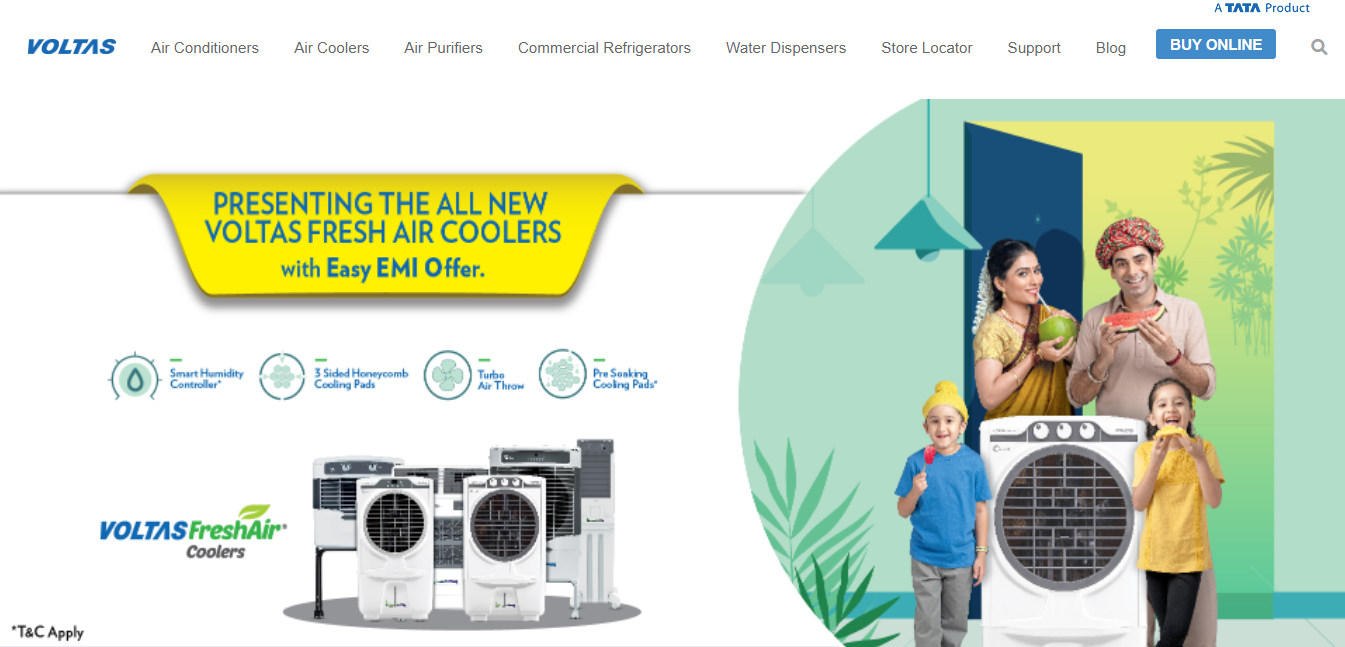 A TATA Product
VOLTAS
Air Conditioners
Air Coolers
Air Purifiers
Commercial Refrigerators
Water Dispensers
Store Locator
Support
Blog
BUY ONLINE
PRESENTING THE ALL NEW
VOLTAS FRESH AIR COOLERS
with Easy EMI Offer.
Smart Humidity
Controller*
3 Sided Honeycomb
Cooling Pads
Turbo
Air Throw
Pre Soaking
Cooling Pads*
VOLTAS FreshAir*
Coolers
*T&C Apply